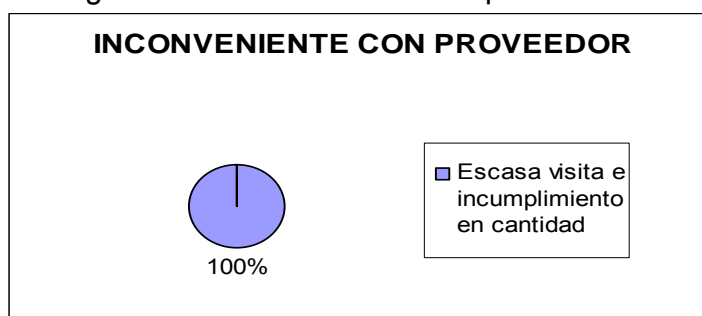 INCONVENIENTE CON PROVEEDOR
Escasa visita e
incumplimiento
en cantidad
100%